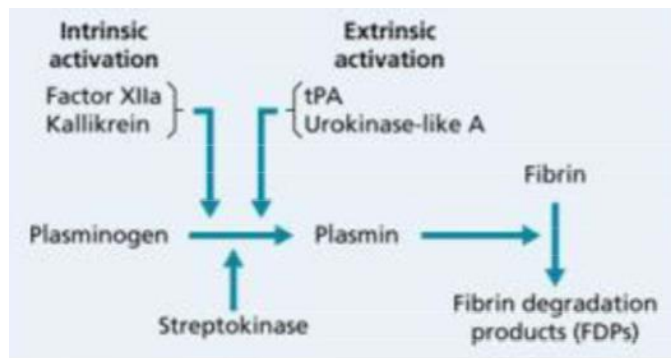 Intrinsic
activation
Extrinsic
activation
Factor XIIa
Kallikrein
tPA
Urokinase-like A
Fibrin
Plasminogen
Plasmin
Streptokinase
Fibrin degradation
products (FDPs)